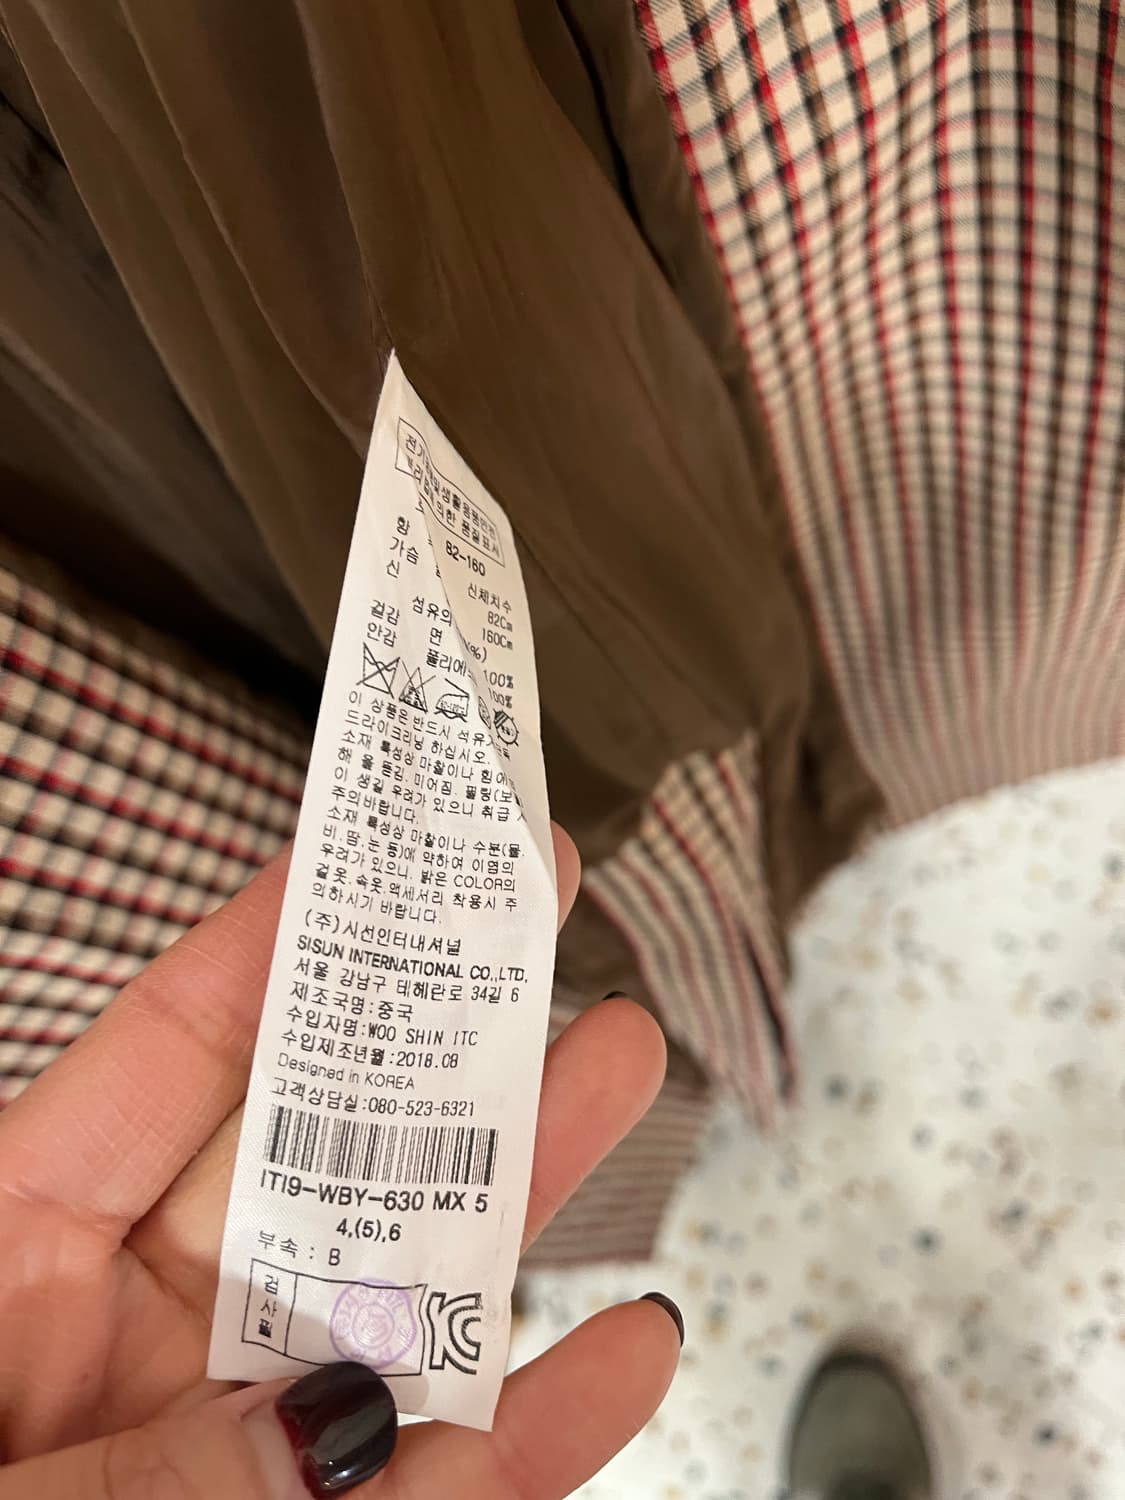 82-160
신체치수
가슴
82Cm
신
160Cm
섬유의
(%)
겉감 면 100%
안감 폴리에 100%
이 상품은 반드시 석유
드라이크리닝 하십시오.
소재 특성상 마찰이나 힘에
해 올뜯김, 미어짐, 필링(보
이 생길 우려가 있으니 취급
주의바랍니다.
소재 특성상 마찰이나 수분(물,
비,땀,눈 등)에 약하여 이염의
우려가 있으니, 밝은 COLOR의
겉옷,속옷,액세서리 착용시 주
의하시기 바랍니다.
(주)시선인터내셔널
SISUN INTERNATIONAL CO.,LTD.
서울 강남구 테헤란로 34길 6
제조국명:중국
수입자명:WOO SHIN ITC
수입제조년월:2018.08
Designed in KOREA
고객상담실:080-523-6321
ITI9-WBY-630 MX 5
4,(5),6
부속 : B
검사필
KC